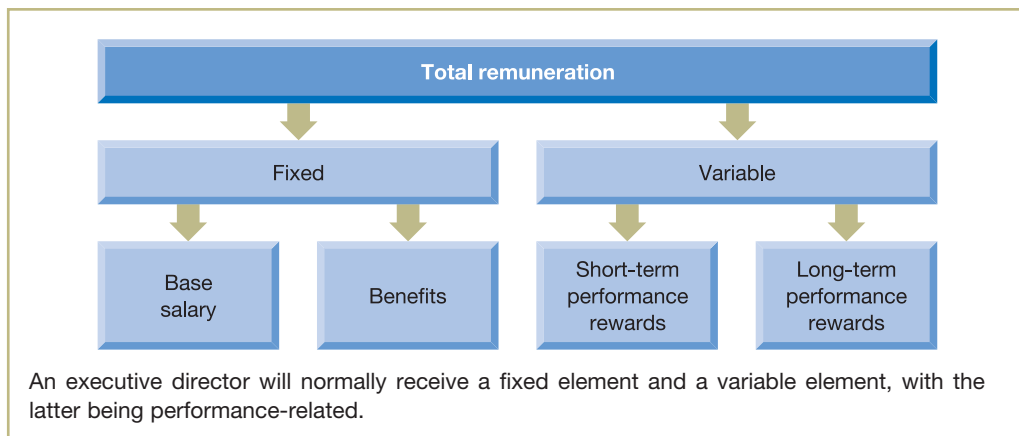 Total remuneration
Fixed
Variable
Base
salary
Benefits
Short-term
performance
rewards
Long-term
performance
rewards
An executive director will normally receive a fixed element and a variable element, with the
latter being performance-related.